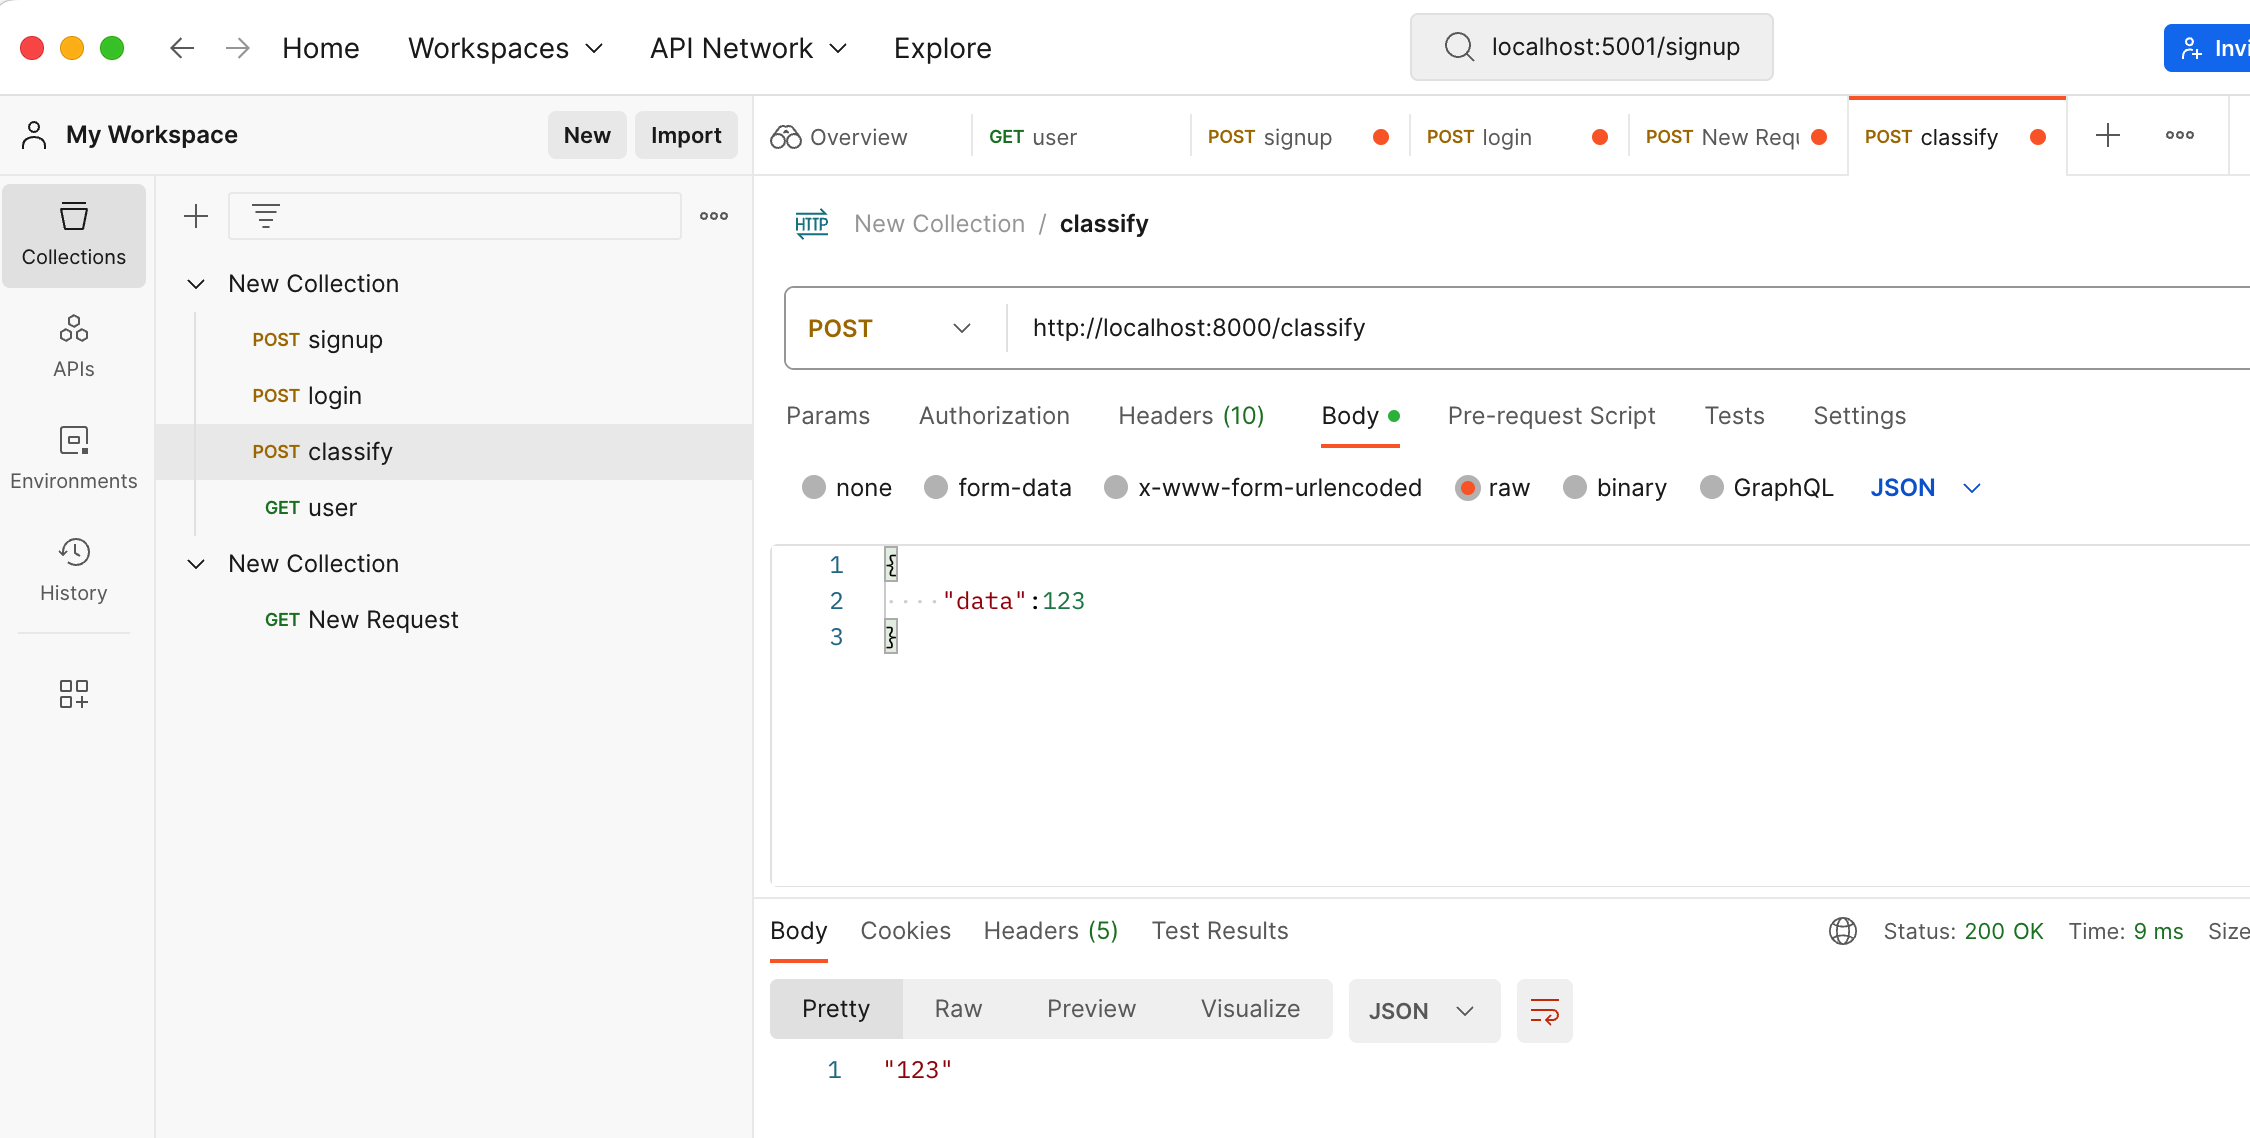 Home Workspaces API Network Explore localhost:5001/signup
My Workspace New Import Overview GET user POST signup POST login POST New Requ POST classify
Collections
APIs
Environments
History
New Collection
POST signup
POST login
POST classify
GET user
New Collection
GET New Request
HTTP New Collection / classify
POST http://localhost:8000/classify
Params Authorization Headers (10) Body Pre-request Script Tests Settings
none form-data x-www-form-urlencoded raw binary GraphQL JSON
1 {
2 ····"data":123
3 }
Body Cookies Headers (5) Test Results Status: 200 OK Time: 9 ms Size
Pretty Raw Preview Visualize JSON
1 "123"